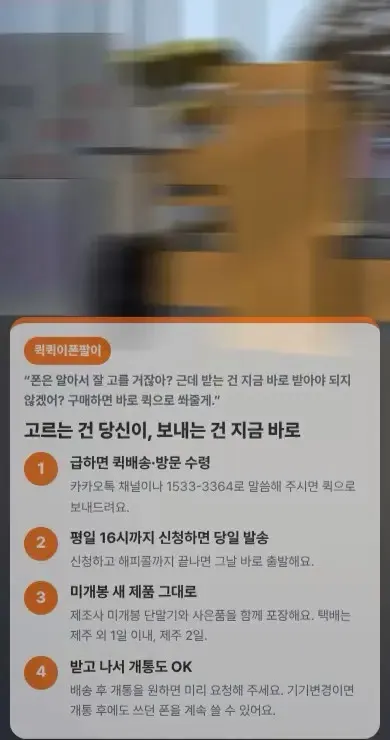 퀵퀵이폰팔이
“폰은 알아서 잘 고를 거잖아? 근데 받는 건 지금 바로 받아야 되지
않겠어? 구매하면 바로 퀵으로 쏴줄게.”
고르는 건 당신이, 보내는 건 지금 바로
1 급하면 퀵배송·방문 수령
카카오톡 채널이나 1533-3364로 말씀해 주시면 퀵으로
보내드려요.
2 평일 16시까지 신청하면 당일 발송
신청하고 해피콜까지 끝나면 그날 바로 출발해요.
3 미개봉 새 제품 그대로
제조사 미개봉 단말기와 사은품을 함께 포장해요. 택배는
제주 외 1일 이내, 제주 2일.
4 받고 나서 개통도 OK
배송 후 개통을 원하면 미리 요청해 주세요. 기기변경이면
개통 후에도 쓰던 폰을 계속 쓸 수 있어요.